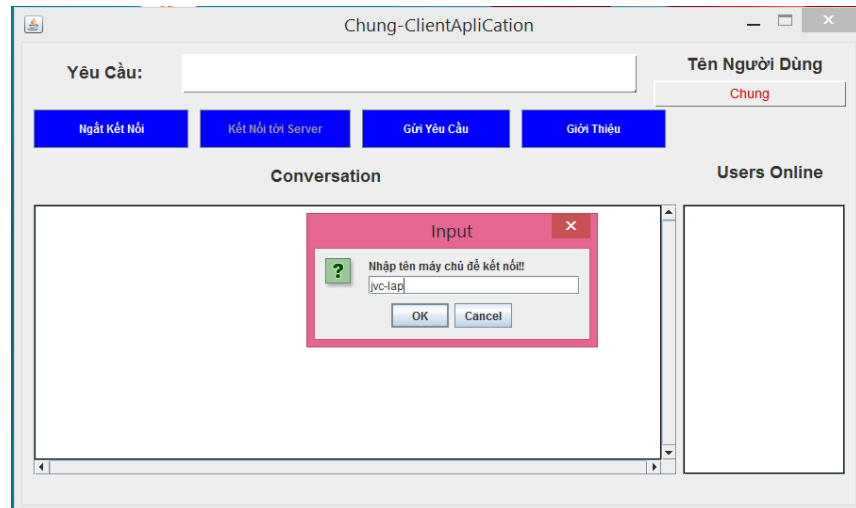 Chung-ClientApliCation
Yêu Cầu:
Tên Người Dùng
Chung
Ngắt Kết Nối
Kết Nối tới Server
Gửi Yêu Cầu
Giới Thiệu
Conversation
Users Online
Input
Nhập tên máy chủ để kết nối!!
jvc-lap
OK
Cancel